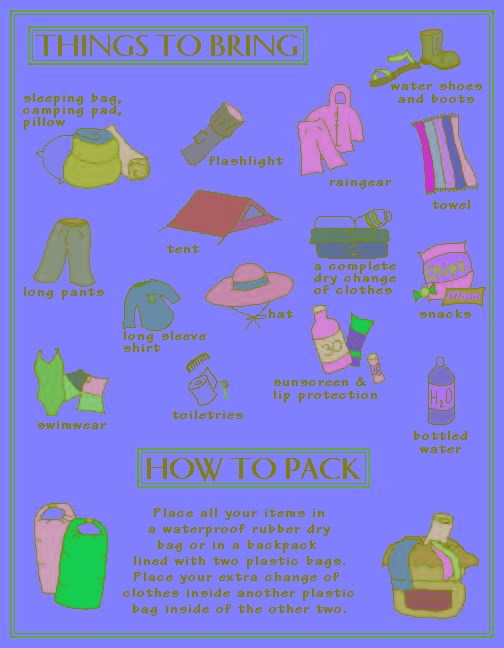 THINGS TO BRING
water shoes
and boots
sleeping bag,
camping pad,
pillow
flashlight
raingear
towel
tent
a complete
dry change
of clothes
long pants
Chips
snacks
hat
long sleeve
shirt
30
sunscreen &
lip protection
H2O
swimwear
toiletries
bottled
water
HOW TO PACK
Place all your items in
a waterproof rubber dry
bag or in a backpack
lined with two plastic bags.
Place your extra change of
clothes inside another plastic
bag inside of the other two.